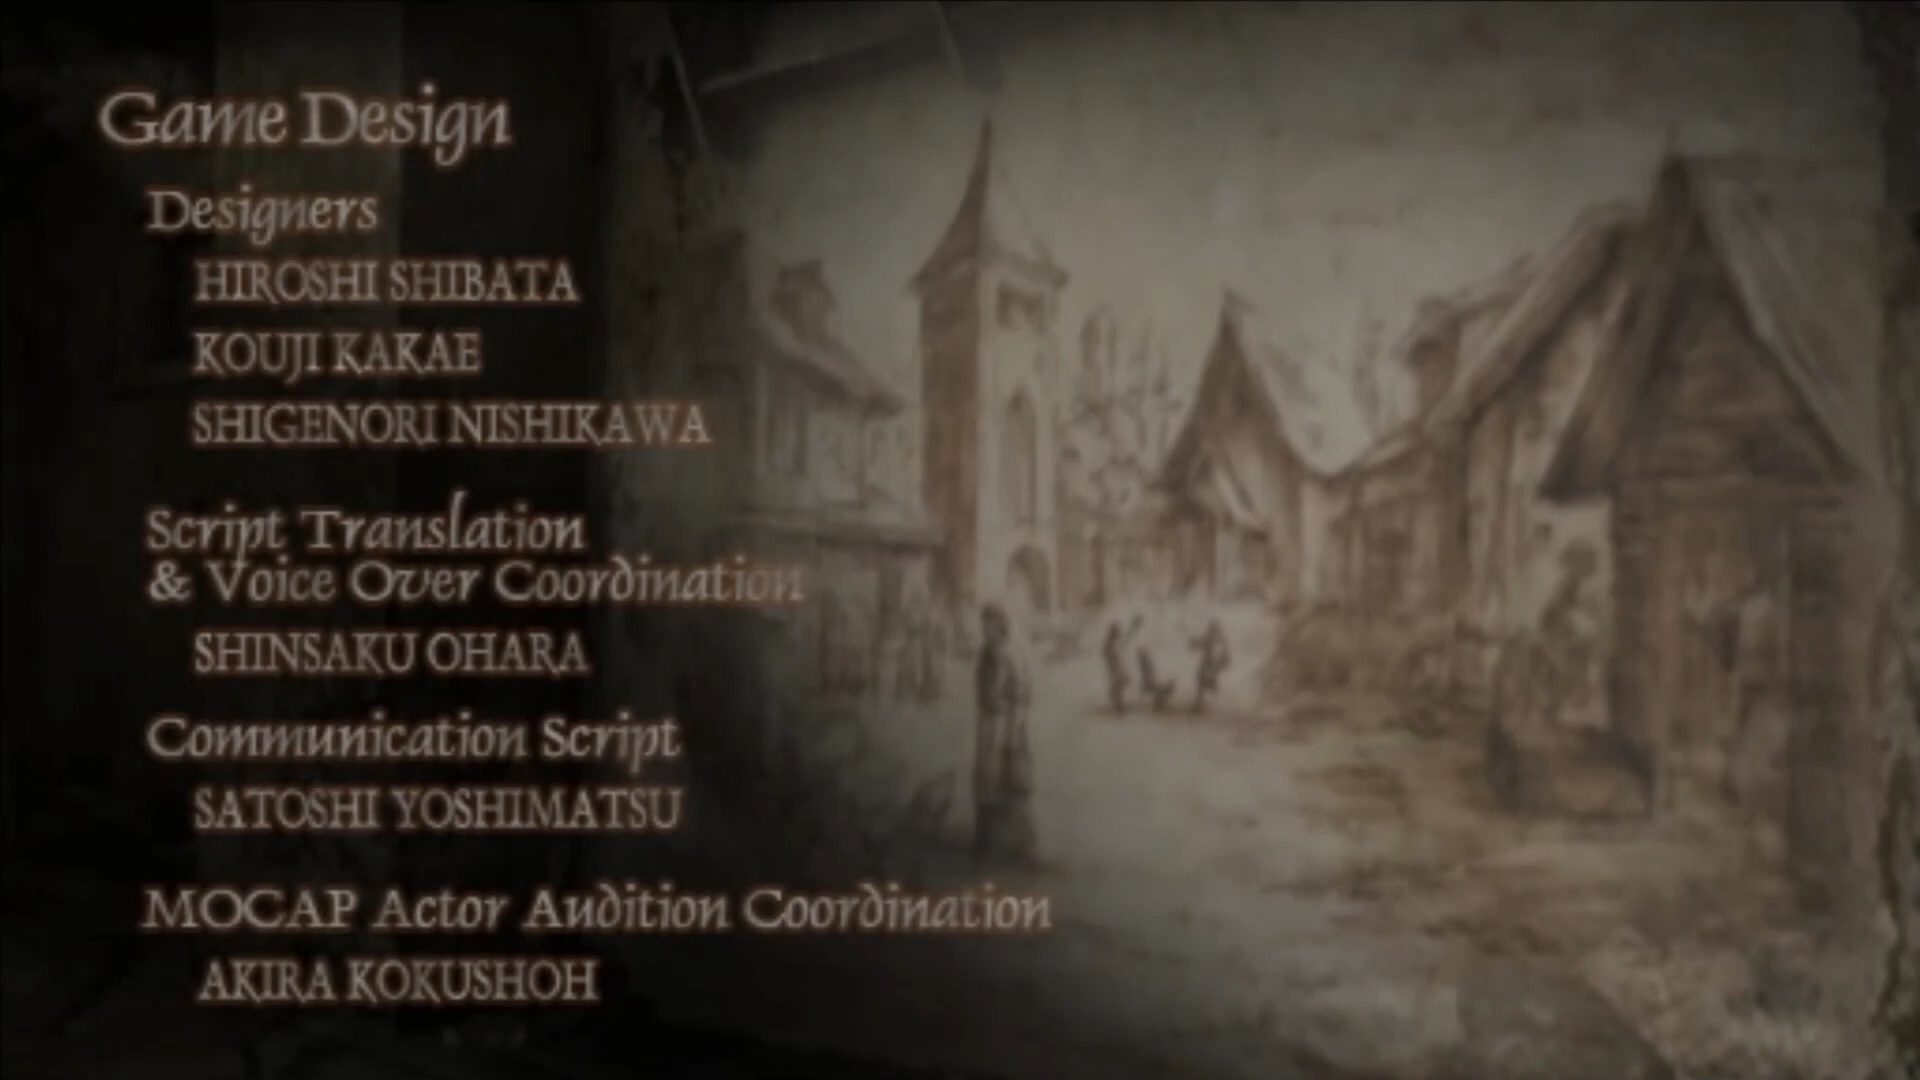 Game Design
Designers
HIROSHI SHIBATA
KOUJI KAKAE
SHIGENORI NISHIKAWA
Script Translation
& Voice Over Coordination
SHINSAKU OHARA
Communication Script
SATOSHI YOSHIMATSU
MOCAP Actor Audition Coordination
AKIRA KOKUSHOH